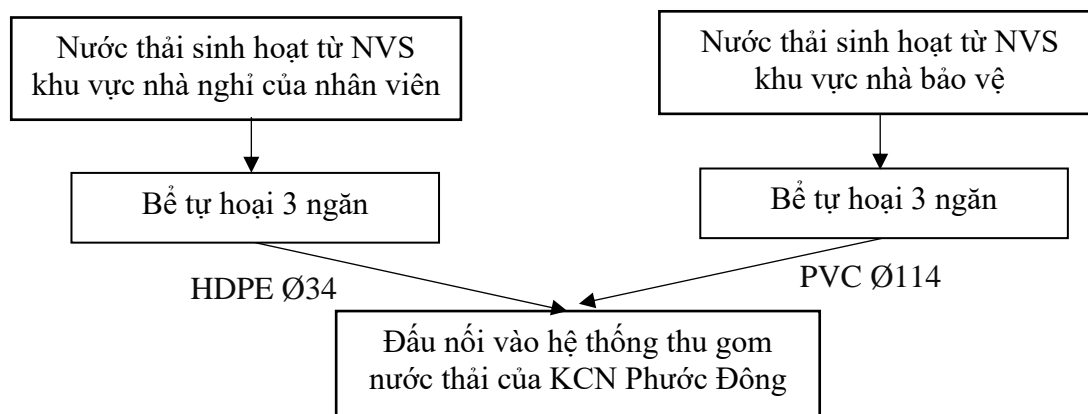 Nước thải sinh hoạt từ NVS
khu vực nhà nghỉ của nhân viên
Nước thải sinh hoạt từ NVS
khu vực nhà bảo vệ
Bể tự hoại 3 ngăn
Bể tự hoại 3 ngăn
HDPE Ø34
PVC Ø114
Đấu nối vào hệ thống thu gom
nước thải của KCN Phước Đông